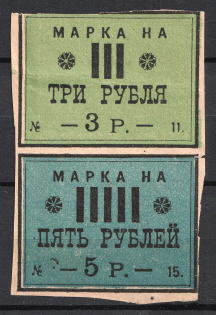 МАРКА НА
III
ТРИ РУБЛЯ
№ — 3 Р. — 11.
МАРКА НА
IIIII
ПЯТЬ РУБЛЕЙ
№ — 5 Р. — 15.